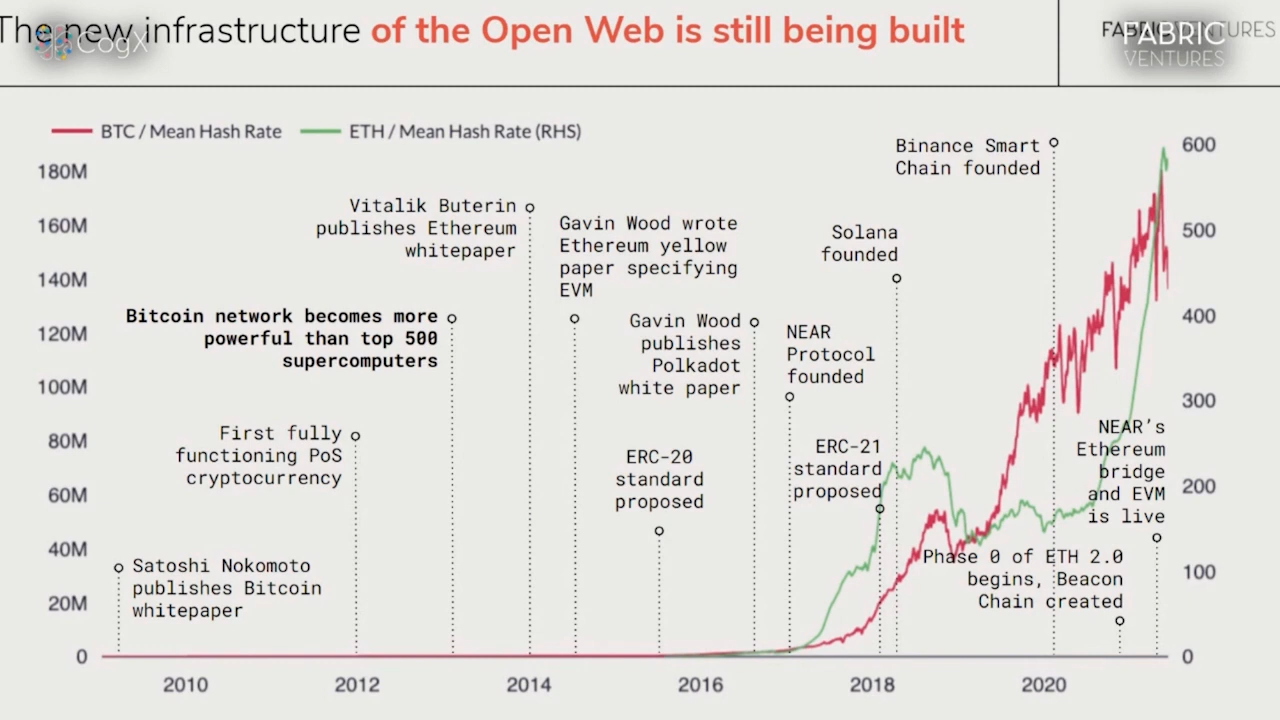 The new infrastructure of the Open Web is still being built
CogX
FABRIC VENTURES
FABRIC
VENTURES
BTC / Mean Hash Rate
ETH / Mean Hash Rate (RHS)
180M
160M
140M
120M
100M
80M
60M
40M
20M
0
600
500
400
300
200
100
0
Satoshi Nokomoto
publishes Bitcoin
whitepaper
First fully
functioning PoS
cryptocurrency
Bitcoin network becomes more
powerful than top 500
supercomputers
Vitalik Buterin
publishes Ethereum
whitepaper
Gavin Wood wrote
Ethereum yellow
paper specifying
EVM
ERC-20
standard
proposed
Gavin Wood
publishes
Polkadot
white paper
NEAR
Protocol
founded
ERC-21
standard
proposed
Solana
founded
Binance Smart
Chain founded
Phase 0 of ETH 2.0
begins, Beacon
Chain created
NEAR's
Ethereum
bridge
and EVM
is live
2010
2012
2014
2016
2018
2020